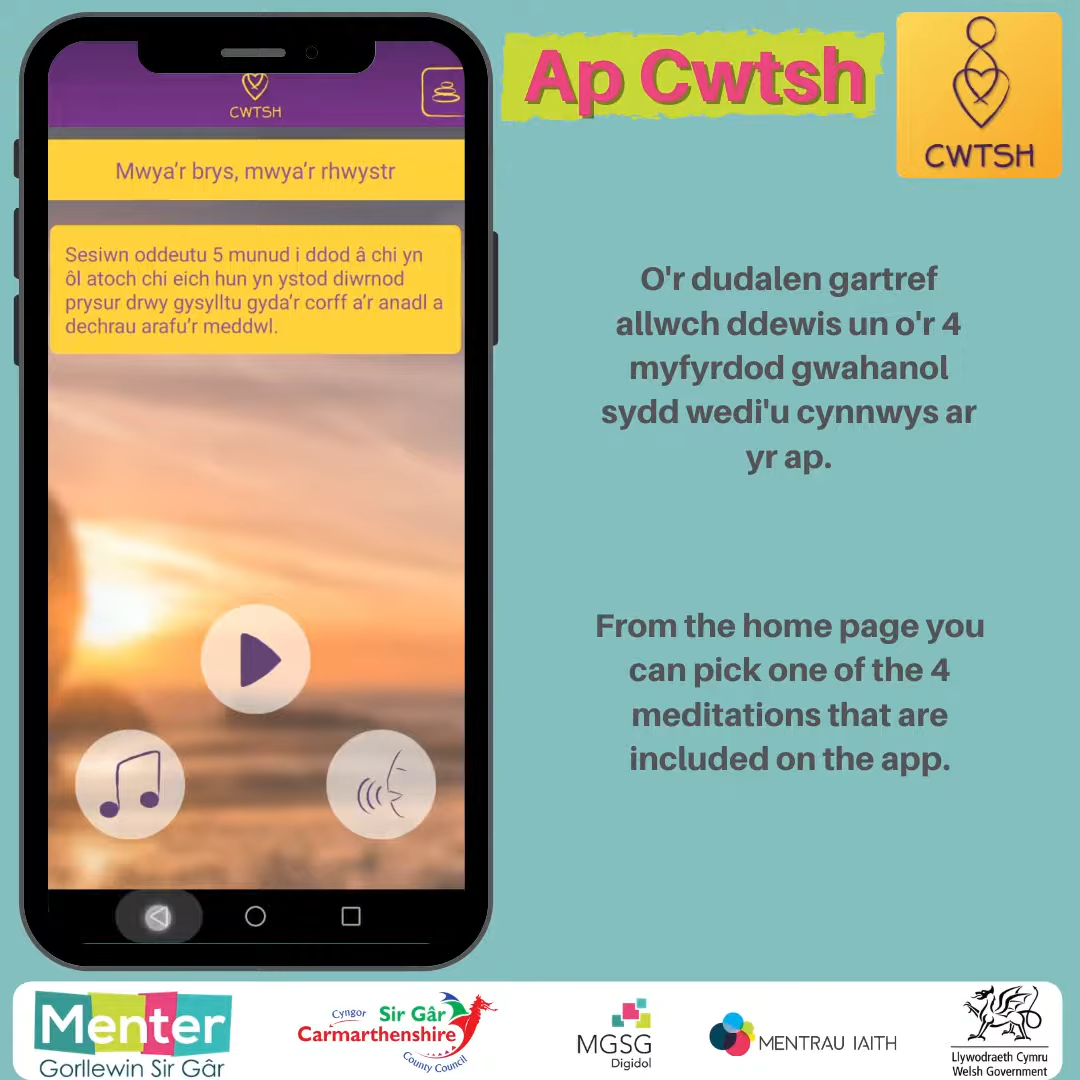 CWTSH
Mwya'r brys, mwya'r rhwystr
Sesiwn oddeutu 5 munud i ddod â chi yn
ôl atoch chi eich hun yn ystod diwrnod
prysur drwy gysylltu gyda'r corff a'r anadl a
dechrau arafu'r meddwl.
Ap Cwtsh
CWTSH
O'r dudalen gartref
allwch ddewis un o'r 4
myfyrdod gwahanol
sydd wedi'u cynnwys ar
yr ap.
From the home page you
can pick one of the 4
meditations that are
included on the app.
Menter
Gorllewin Sir Gâr
Cyngor Sir Gâr
Carmarthenshire
County Council
MGSG
Digidol
MENTRAU IAITH
Llywodraeth Cymru
Welsh Government